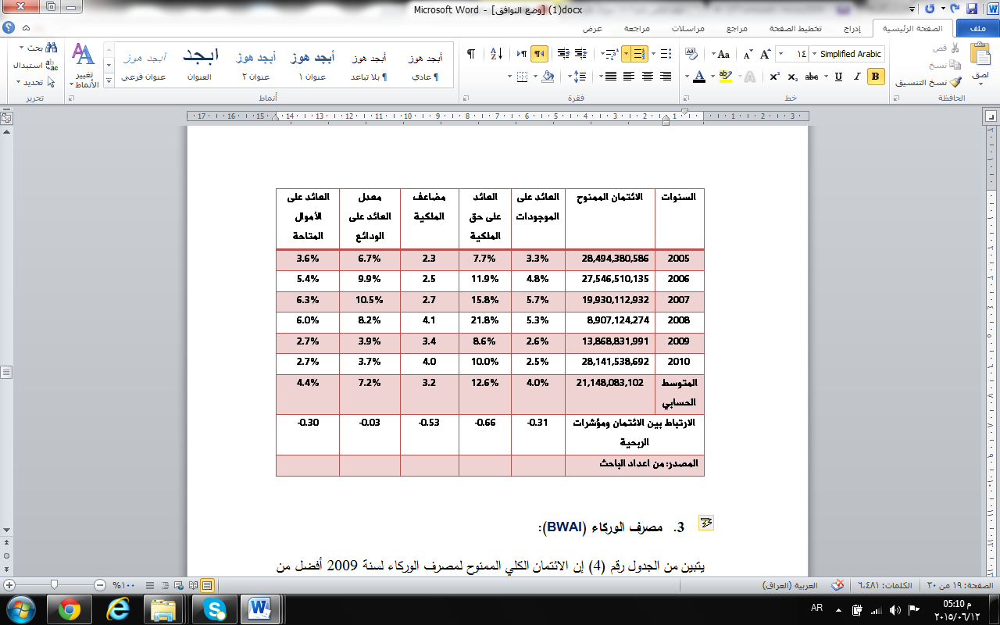 [وضع التوافق] (1)docx - Microsoft Word
ملف الصفحة الرئيسية إدراج تخطيط الصفحة مراجع مراسلات مراجعة عرض
لصق
قص
نسخ
نسخ التنسيق
الحافظة
Simplified Arabic ١٤
خط
فقرة
أبجد هوز أبجد هوز أبجد هوز أبجد هوز ابجد أبجد هوز
¶ عادي ¶ بلا تباعد عنوان ١ عنوان ٢ العنوان عنوان فرعي
تغيير الأنماط
أنماط
بحث
استبدال
تحديد
تحرير
السنوات الائتمان الممنوح العائد على الموجودات العائد على حق الملكية مضاعف الملكية معدل العائد على الودائع العائد على الأموال المتاحة
2005 28,494,380,586 3.3% 7.7% 2.3 6.7% 3.6%
2006 27,546,510,135 4.8% 11.9% 2.5 9.9% 5.4%
2007 19,930,112,932 5.7% 15.8% 2.7 10.5% 6.3%
2008 8,907,124,274 5.3% 21.8% 4.1 8.2% 6.0%
2009 13,868,831,991 2.6% 8.6% 3.4 3.9% 2.7%
2010 28,141,538,692 2.5% 10.0% 4.0 3.7% 2.7%
المتوسط الحسابي 21,148,083,102 4.0% 12.6% 3.2 7.2% 4.4%
الارتباط بين الائتمان ومؤشرات الربحية -0.31 -0.66 -0.53 -0.03 -0.30
المصدر: من اعداد الباحث
3. مصرف الوركاء (BWAI):
يتبين من الجدول رقم (4) إن الائتمان الكلي الممنوح لمصرف الوركاء لسنة 2009 أفضل من
الصفحة: ١٩ من ٣٠ الكلمات: ٦،٤٨١ العربية (العراق) ١٠٠%
AR
05:10 م
٢٠١٥/٠٦/١٢